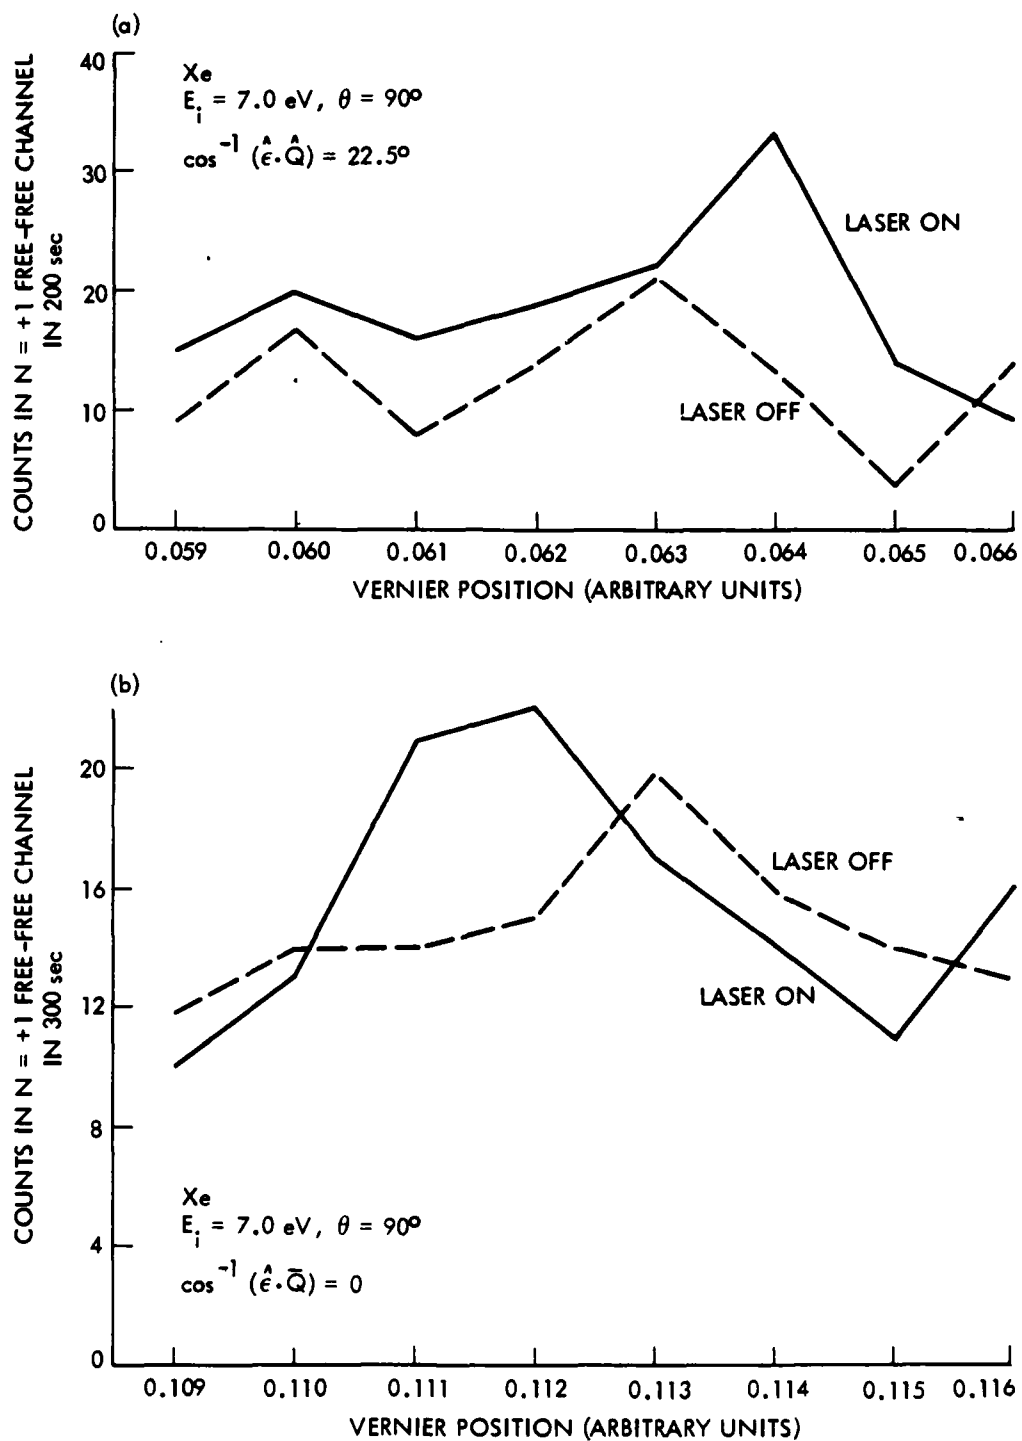 (a)
COUNTS IN N = +1 FREE-FREE CHANNEL
IN 200 sec
40
30
20
10
0
Xe
E_i = 7.0 eV, θ = 90°
cos⁻¹ (ε̂·Q̂) = 22.5°
LASER ON
LASER OFF
0.059 0.060 0.061 0.062 0.063 0.064 0.065 0.066
VERNIER POSITION (ARBITRARY UNITS)
(b)
COUNTS IN N = +1 FREE-FREE CHANNEL
IN 300 sec
20
16
12
8
4
0
LASER OFF
LASER ON
Xe
E_i = 7.0 eV, θ = 90°
cos⁻¹ (ε̂·Q̄) = 0
0.109 0.110 0.111 0.112 0.113 0.114 0.115 0.116
VERNIER POSITION (ARBITRARY UNITS)